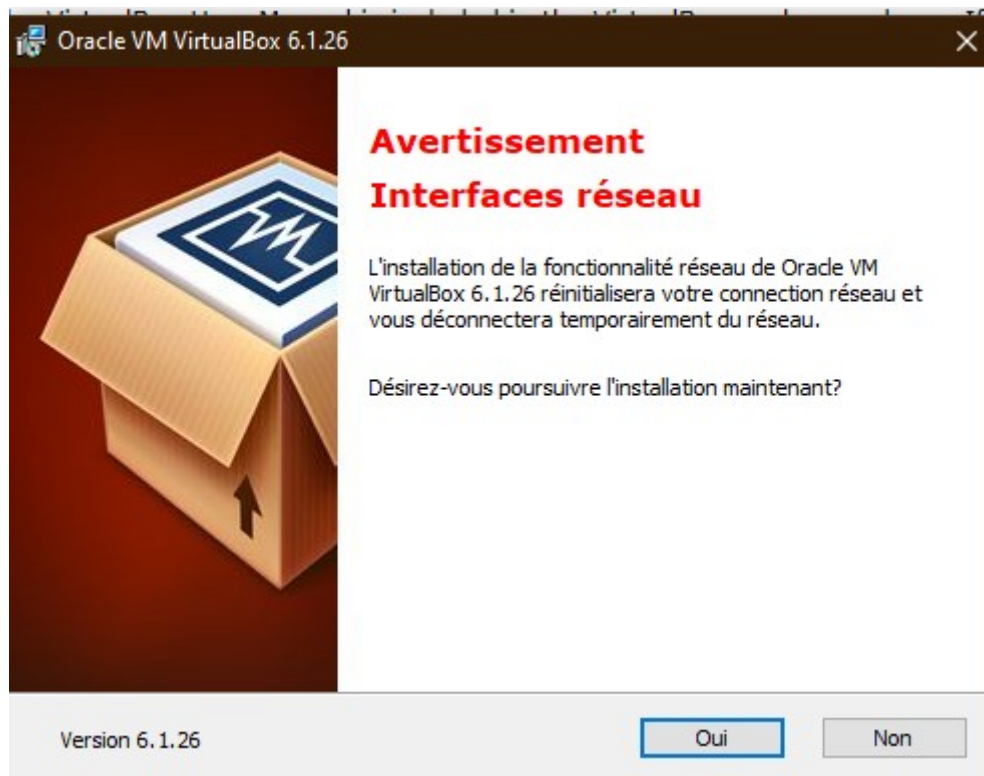 Oracle VM VirtualBox 6.1.26
Avertissement
Interfaces réseau
L'installation de la fonctionnalité réseau de Oracle VM
VirtualBox 6.1.26 réinitialisera votre connection réseau et
vous déconnectera temporairement du réseau.
Désirez-vous poursuivre l'installation maintenant?
Version 6.1.26
Oui
Non